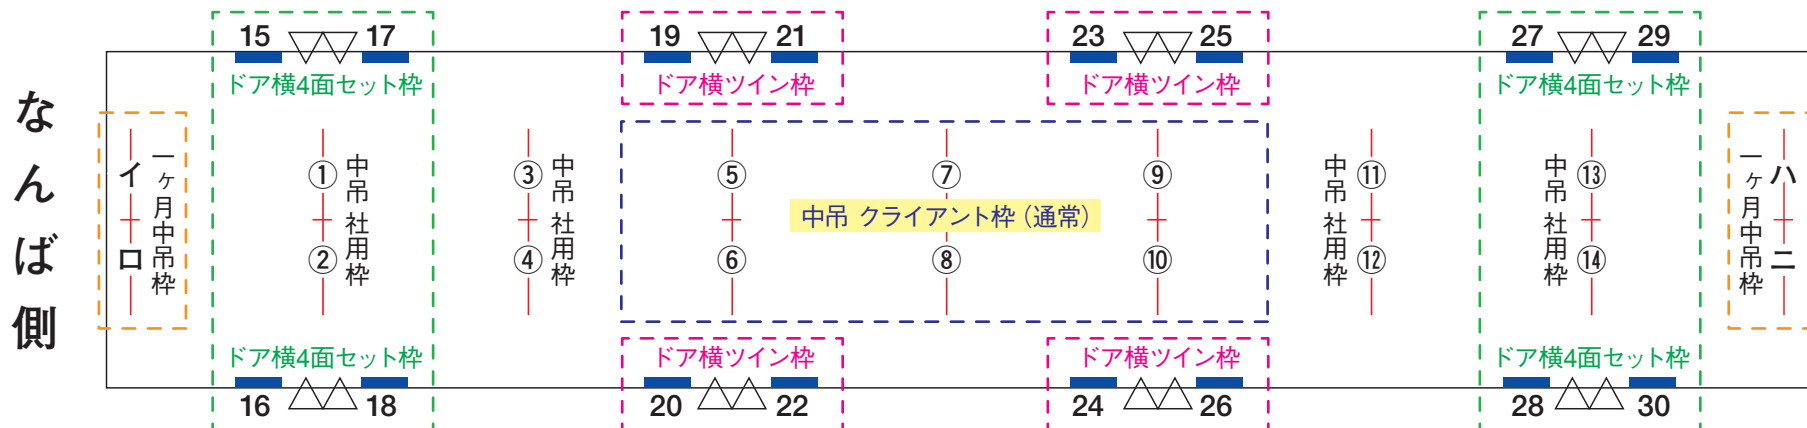 15 17 19 21 23 25 27 29
ドア横4面セット枠 ドア横ツイン枠 ドア横ツイン枠 ドア横4面セット枠
なんば側
イ
ロ
一ヶ月中吊枠
①
②
中吊 社用枠
③
④
中吊 社用枠
⑤ ⑦ ⑨
中吊 クライアント枠（通常）
⑥ ⑧ ⑩
中吊 社用枠
⑪
⑫
中吊 社用枠
⑬
⑭
一ヶ月中吊枠
ハ
ニ
ドア横4面セット枠 ドア横ツイン枠 ドア横ツイン枠 ドア横4面セット枠
16 18 20 22 24 26 28 30